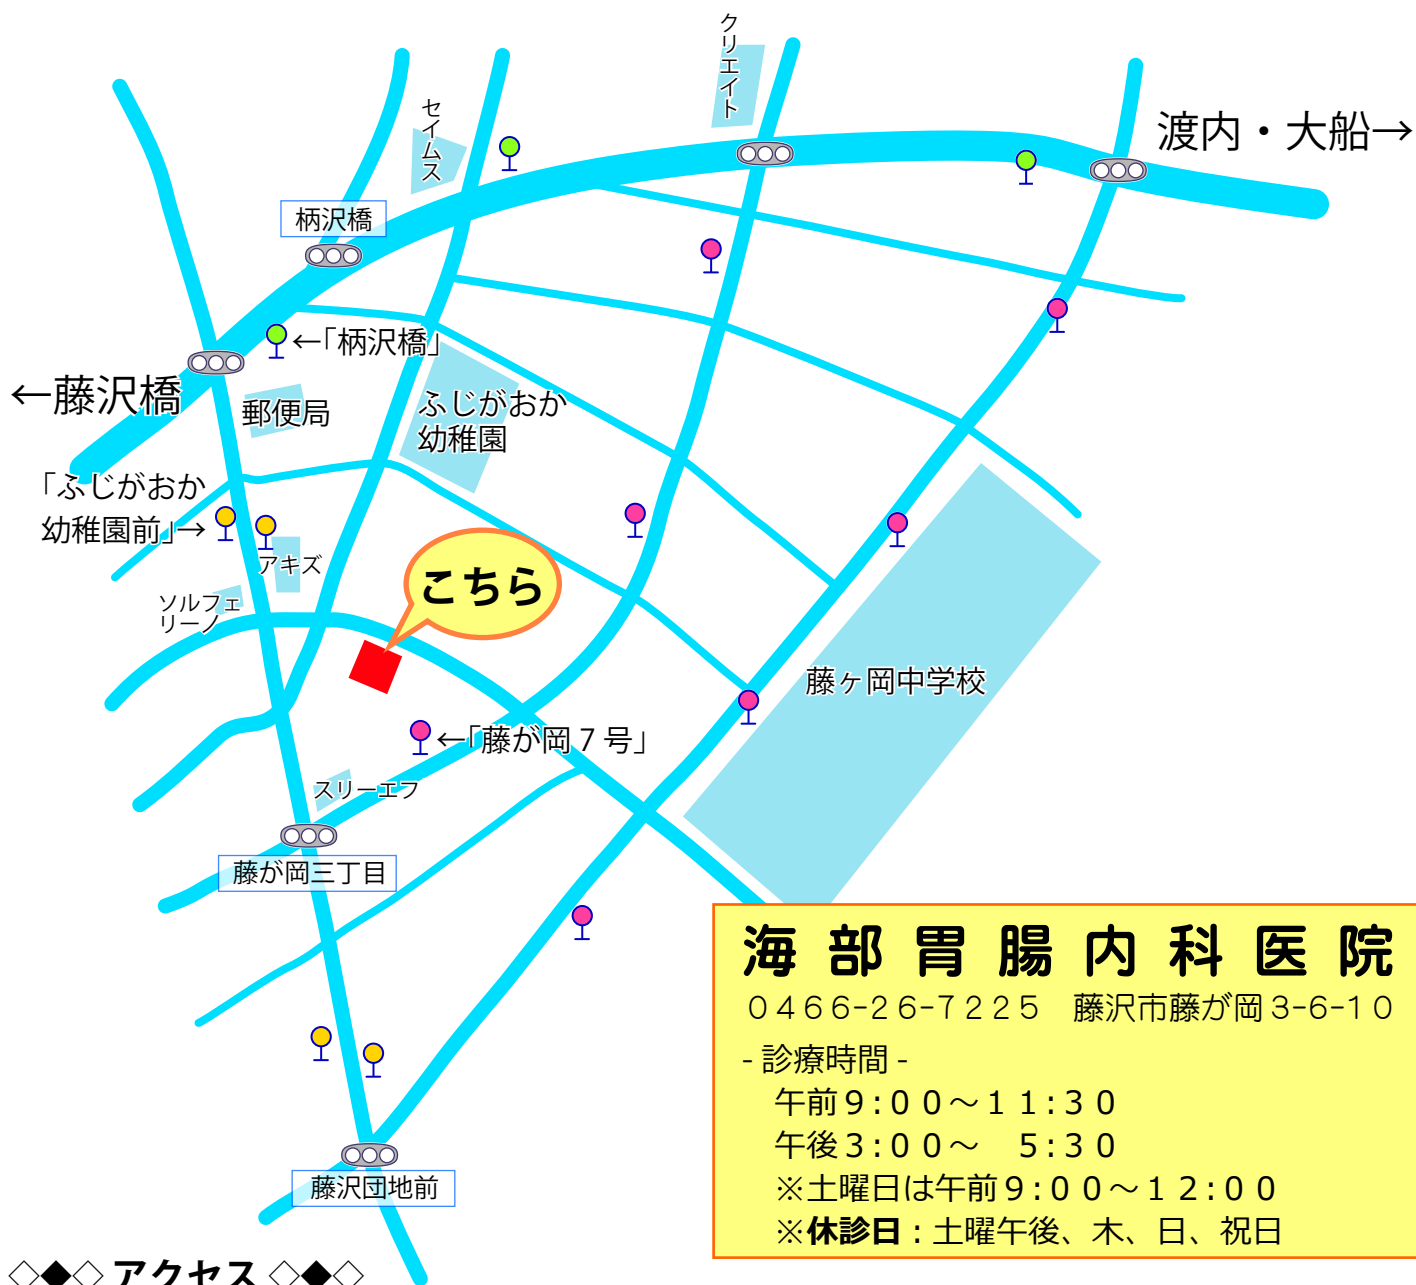 クリエイト
セイムス
渡内・大船→
柄沢橋
←「柄沢橋」
←藤沢橋
郵便局
ふじがおか
幼稚園
「ふじがおか
幼稚園前」→
アキズ
ソルフェ
リーノ
こちら
藤ヶ岡中学校
←「藤が岡７号」
スリーエフ
藤が岡三丁目
藤沢団地前
海部胃腸内科医院
０４６６-２６-７２２５　藤沢市藤が岡３-６-１０
- 診療時間 -
午前９:００～１１:３０
午後３:００～　５:３０
※土曜日は午前９:００～１２:００
※休診日：土曜午後、木、日、祝日
◇◆◇ アクセス ◇◆◇